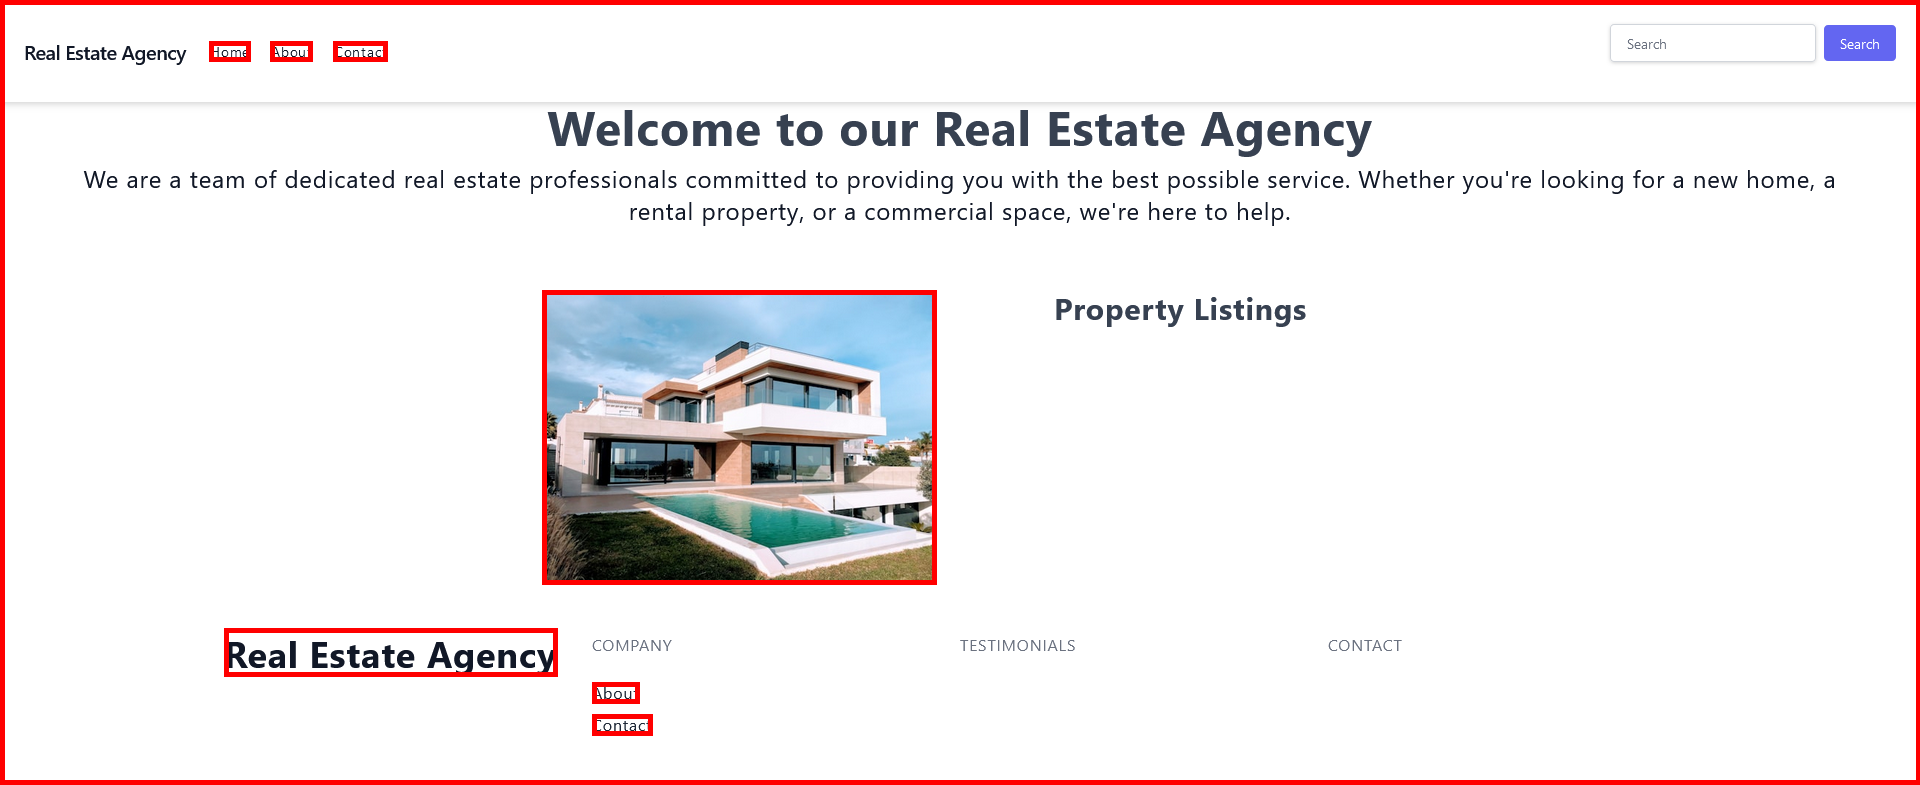 Real Estate Agency Home About Contact Search Search
Welcome to our Real Estate Agency
We are a team of dedicated real estate professionals committed to providing you with the best possible service. Whether you're looking for a new home, a
rental property, or a commercial space, we're here to help.
Property Listings
Real Estate Agency
COMPANY
About
Contact
TESTIMONIALS
CONTACT